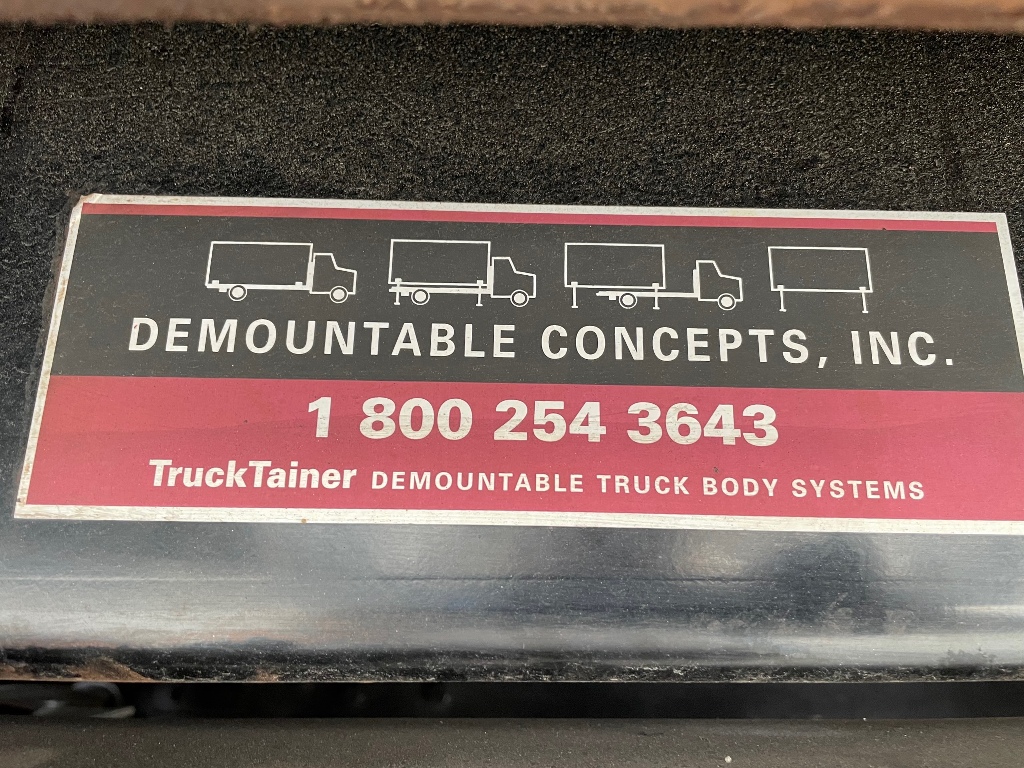 DEMOUNTABLE CONCEPTS, INC.
1 800 254 3643
TruckTainer DEMOUNTABLE TRUCK BODY SYSTEMS